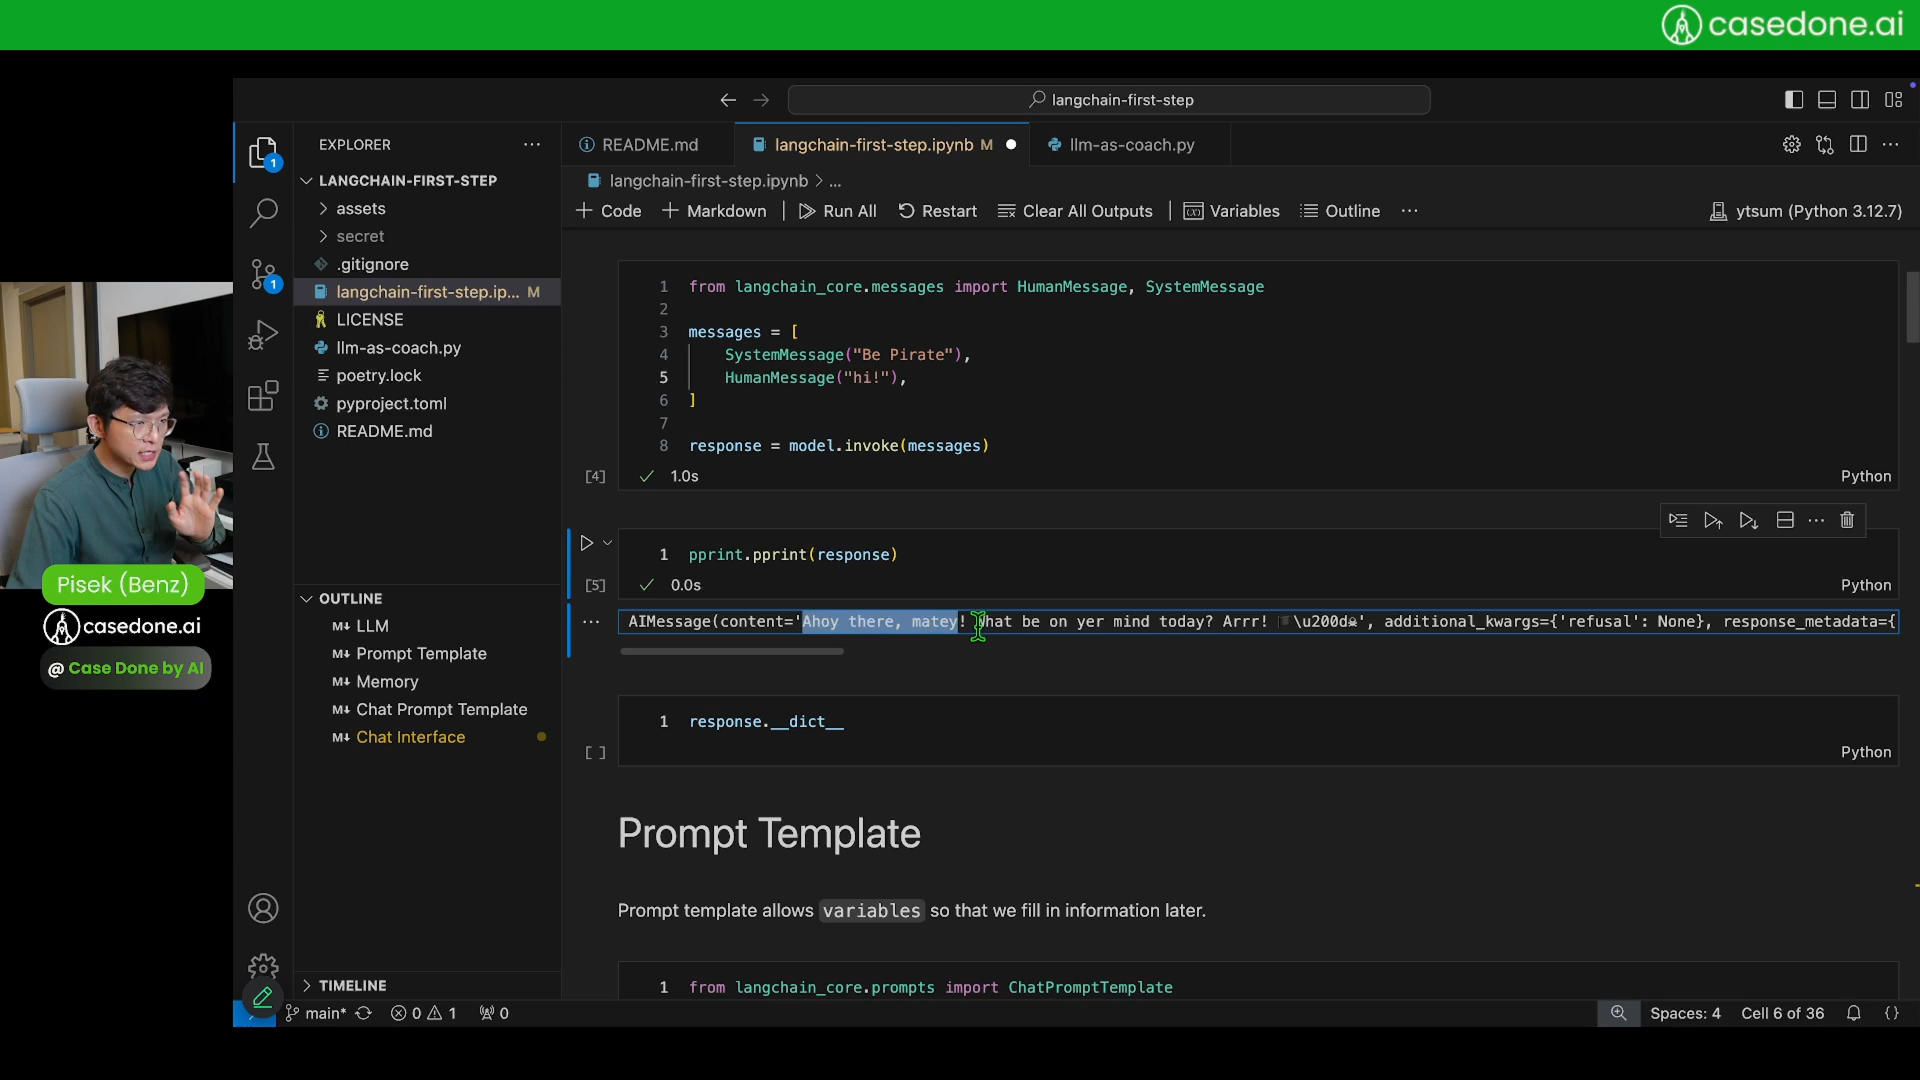 casedone.ai
langchain-first-step
EXPLORER
README.md
langchain-first-step.ipynb M
llm-as-coach.py
LANGCHAIN-FIRST-STEP
langchain-first-step.ipynb > ...
assets
Code
Markdown
Run All
Restart
Clear All Outputs
Variables
Outline
ytsum (Python 3.12.7)
secret
.gitignore
langchain-first-step.ip... M
LICENSE
llm-as-coach.py
poetry.lock
pyproject.toml
README.md
1
1
1 from langchain_core.messages import HumanMessage, SystemMessage
2
3 messages = [
4 SystemMessage("Be Pirate"),
5 HumanMessage("hi!"),
6 ]
7
8 response = model.invoke(messages)
[4] 1.0s Python
1 pprint.pprint(response)
[5] 0.0s Python
AIMessage(content='Ahoy there, matey! What be on yer mind today? Arrr! \u200d☠', additional_kwargs={'refusal': None}, response_metadata={
1 response.__dict__
[ ] Python
Prompt Template
Prompt template allows variables so that we fill in information later.
1 from langchain_core.prompts import ChatPromptTemplate
Pisek (Benz)
casedone.ai
@ Case Done by AI
OUTLINE
M↓ LLM
M↓ Prompt Template
M↓ Memory
M↓ Chat Prompt Template
M↓ Chat Interface
TIMELINE
main* 0 1 0
Spaces: 4 Cell 6 of 36 {}